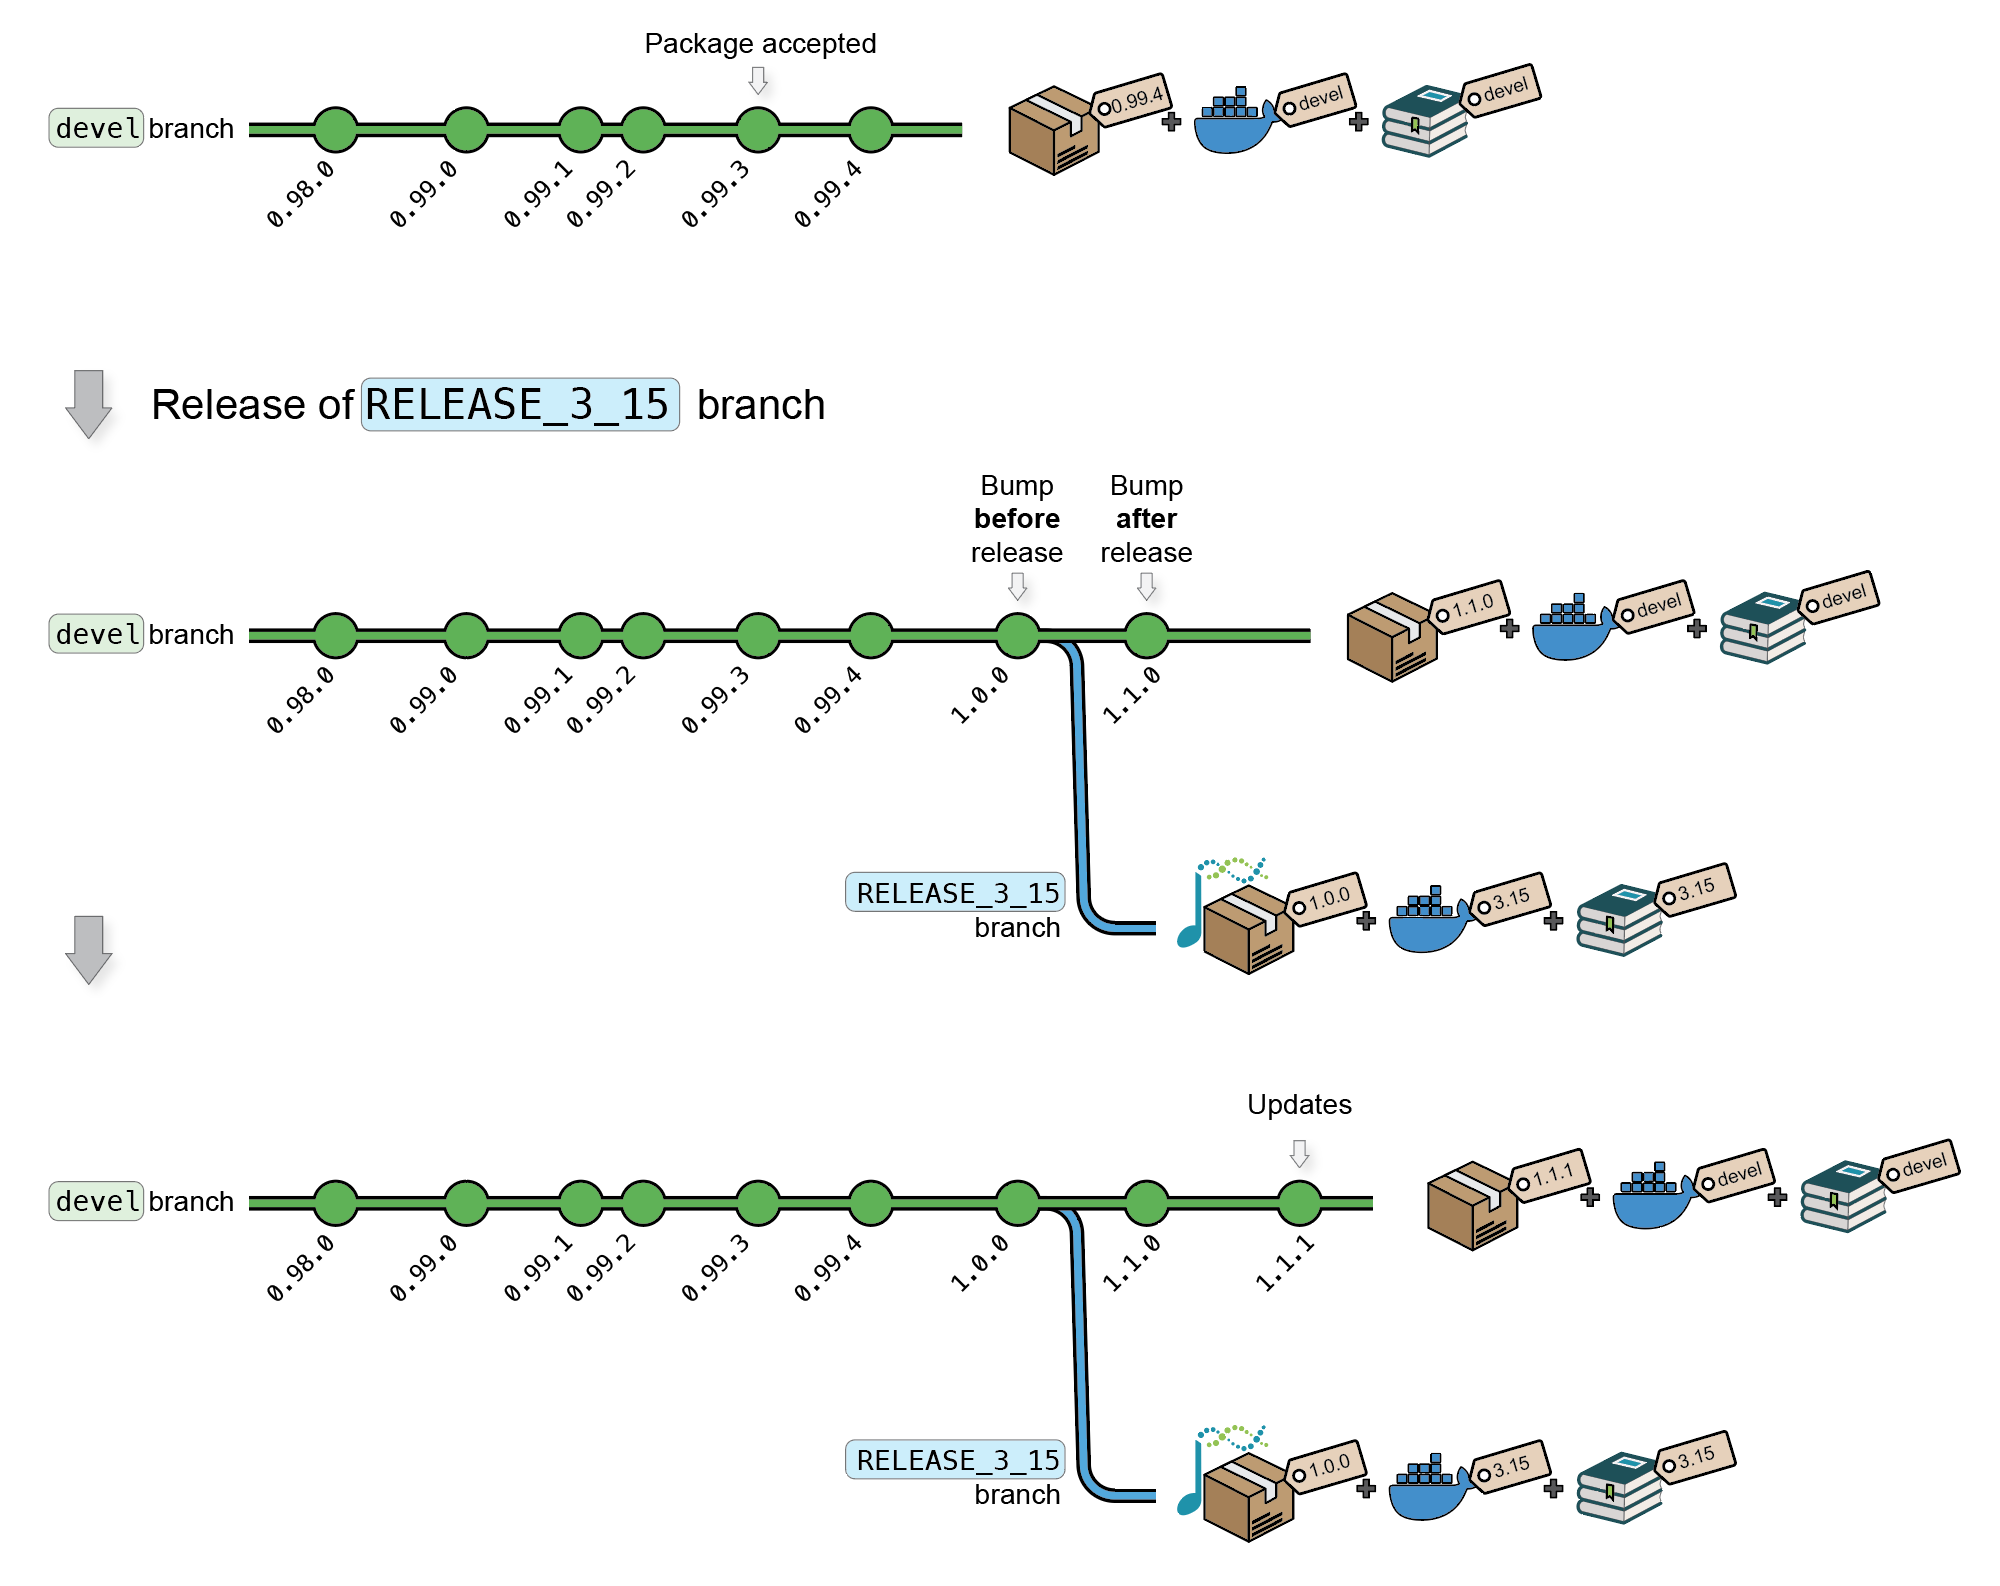 Package accepted
devel branch
0.98.0
0.99.0
0.99.1
0.99.2
0.99.3
0.99.4
0.99.4
devel
devel
Release of RELEASE_3_15 branch
Bump
before
release
Bump
after
release
devel branch
0.98.0
0.99.0
0.99.1
0.99.2
0.99.3
0.99.4
1.0.0
1.1.0
1.1.0
devel
devel
RELEASE_3_15
branch
1.0.0
3.15
3.15
Updates
devel branch
0.98.0
0.99.0
0.99.1
0.99.2
0.99.3
0.99.4
1.0.0
1.1.0
1.1.1
1.1.1
devel
devel
RELEASE_3_15
branch
1.0.0
3.15
3.15